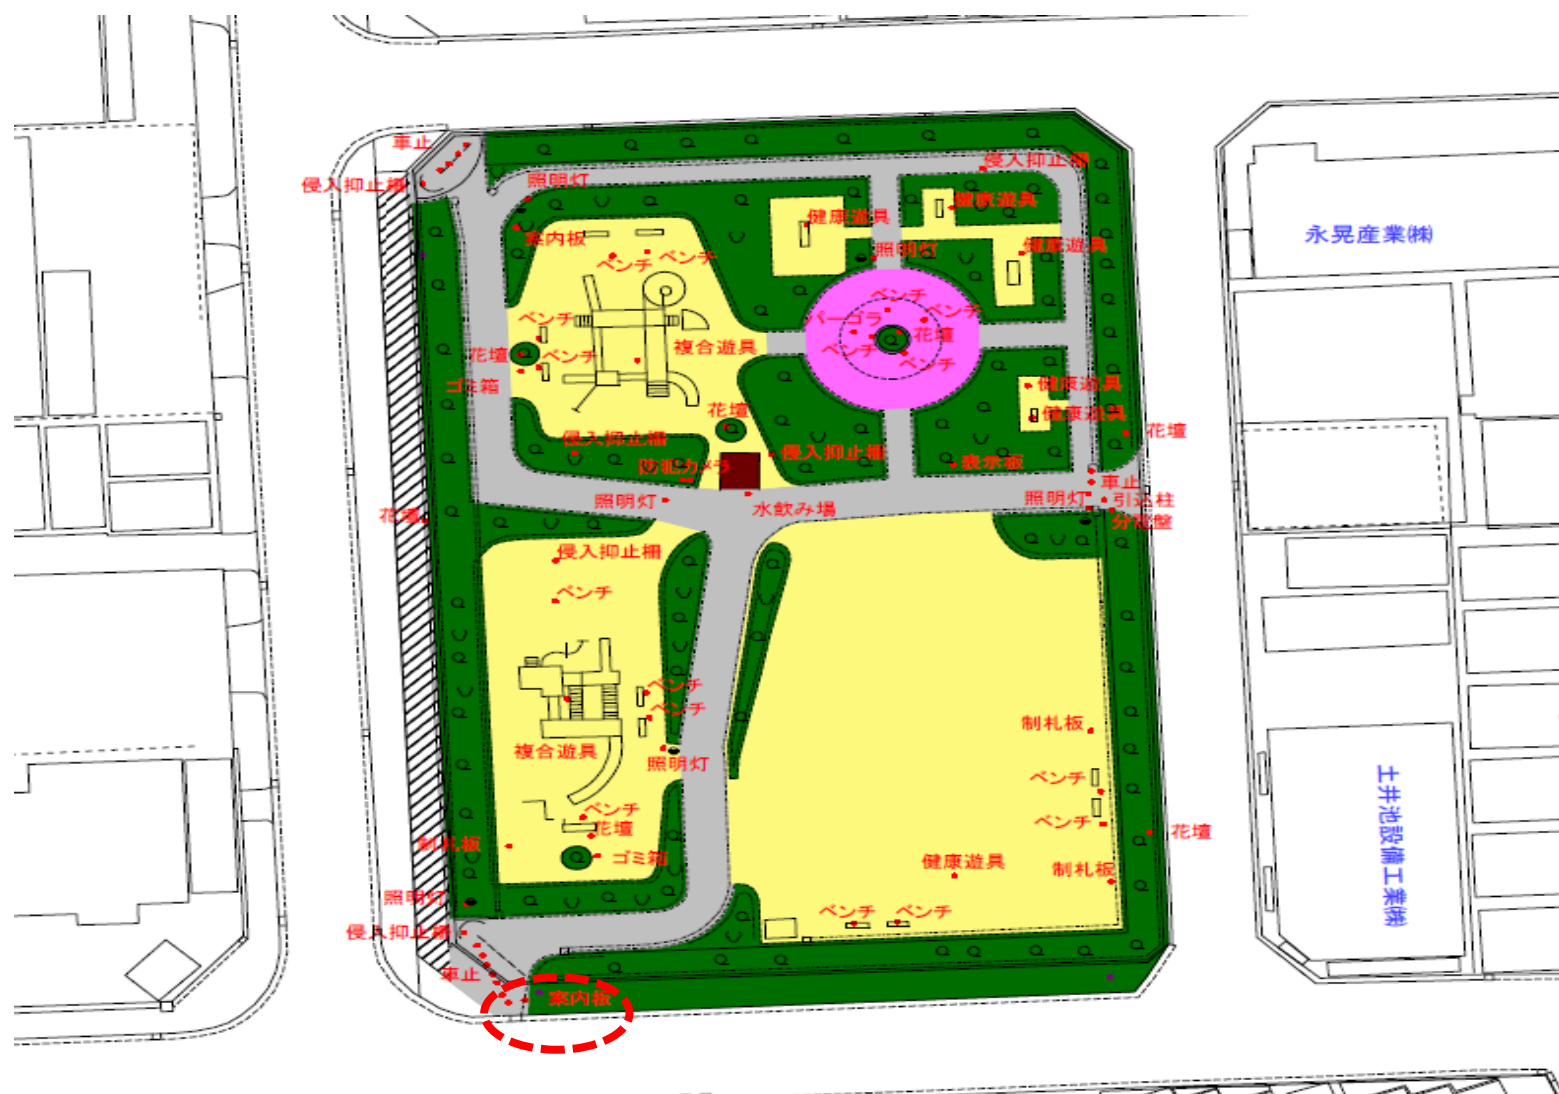 車止
侵入抑止柵
照明灯
侵入抑止柵
健康遊具
健康遊具
案内板
照明灯
健康遊具
永晃産業㈱
ベンチ
ベンチ
ベンチ
ベンチ
パーゴラ
ベンチ
花壇
複合遊具
ベンチ
花壇
ベンチ
ベンチ
ゴミ箱
健康遊具
花壇
健康遊具
花壇
侵入抑止柵
侵入抑止柵
防犯カメラ
表示板
車止
照明灯
照明灯
引込柱
水飲み場
花壇
分電盤
侵入抑止柵
ベンチ
ベンチ
ベンチ
制札板
複合遊具
照明灯
ベンチ
土井池設備工業㈱
ベンチ
花壇
ベンチ
花壇
制札板
ゴミ箱
健康遊具
制札板
照明灯
ベンチ
ベンチ
侵入抑止柵
車止
案内板